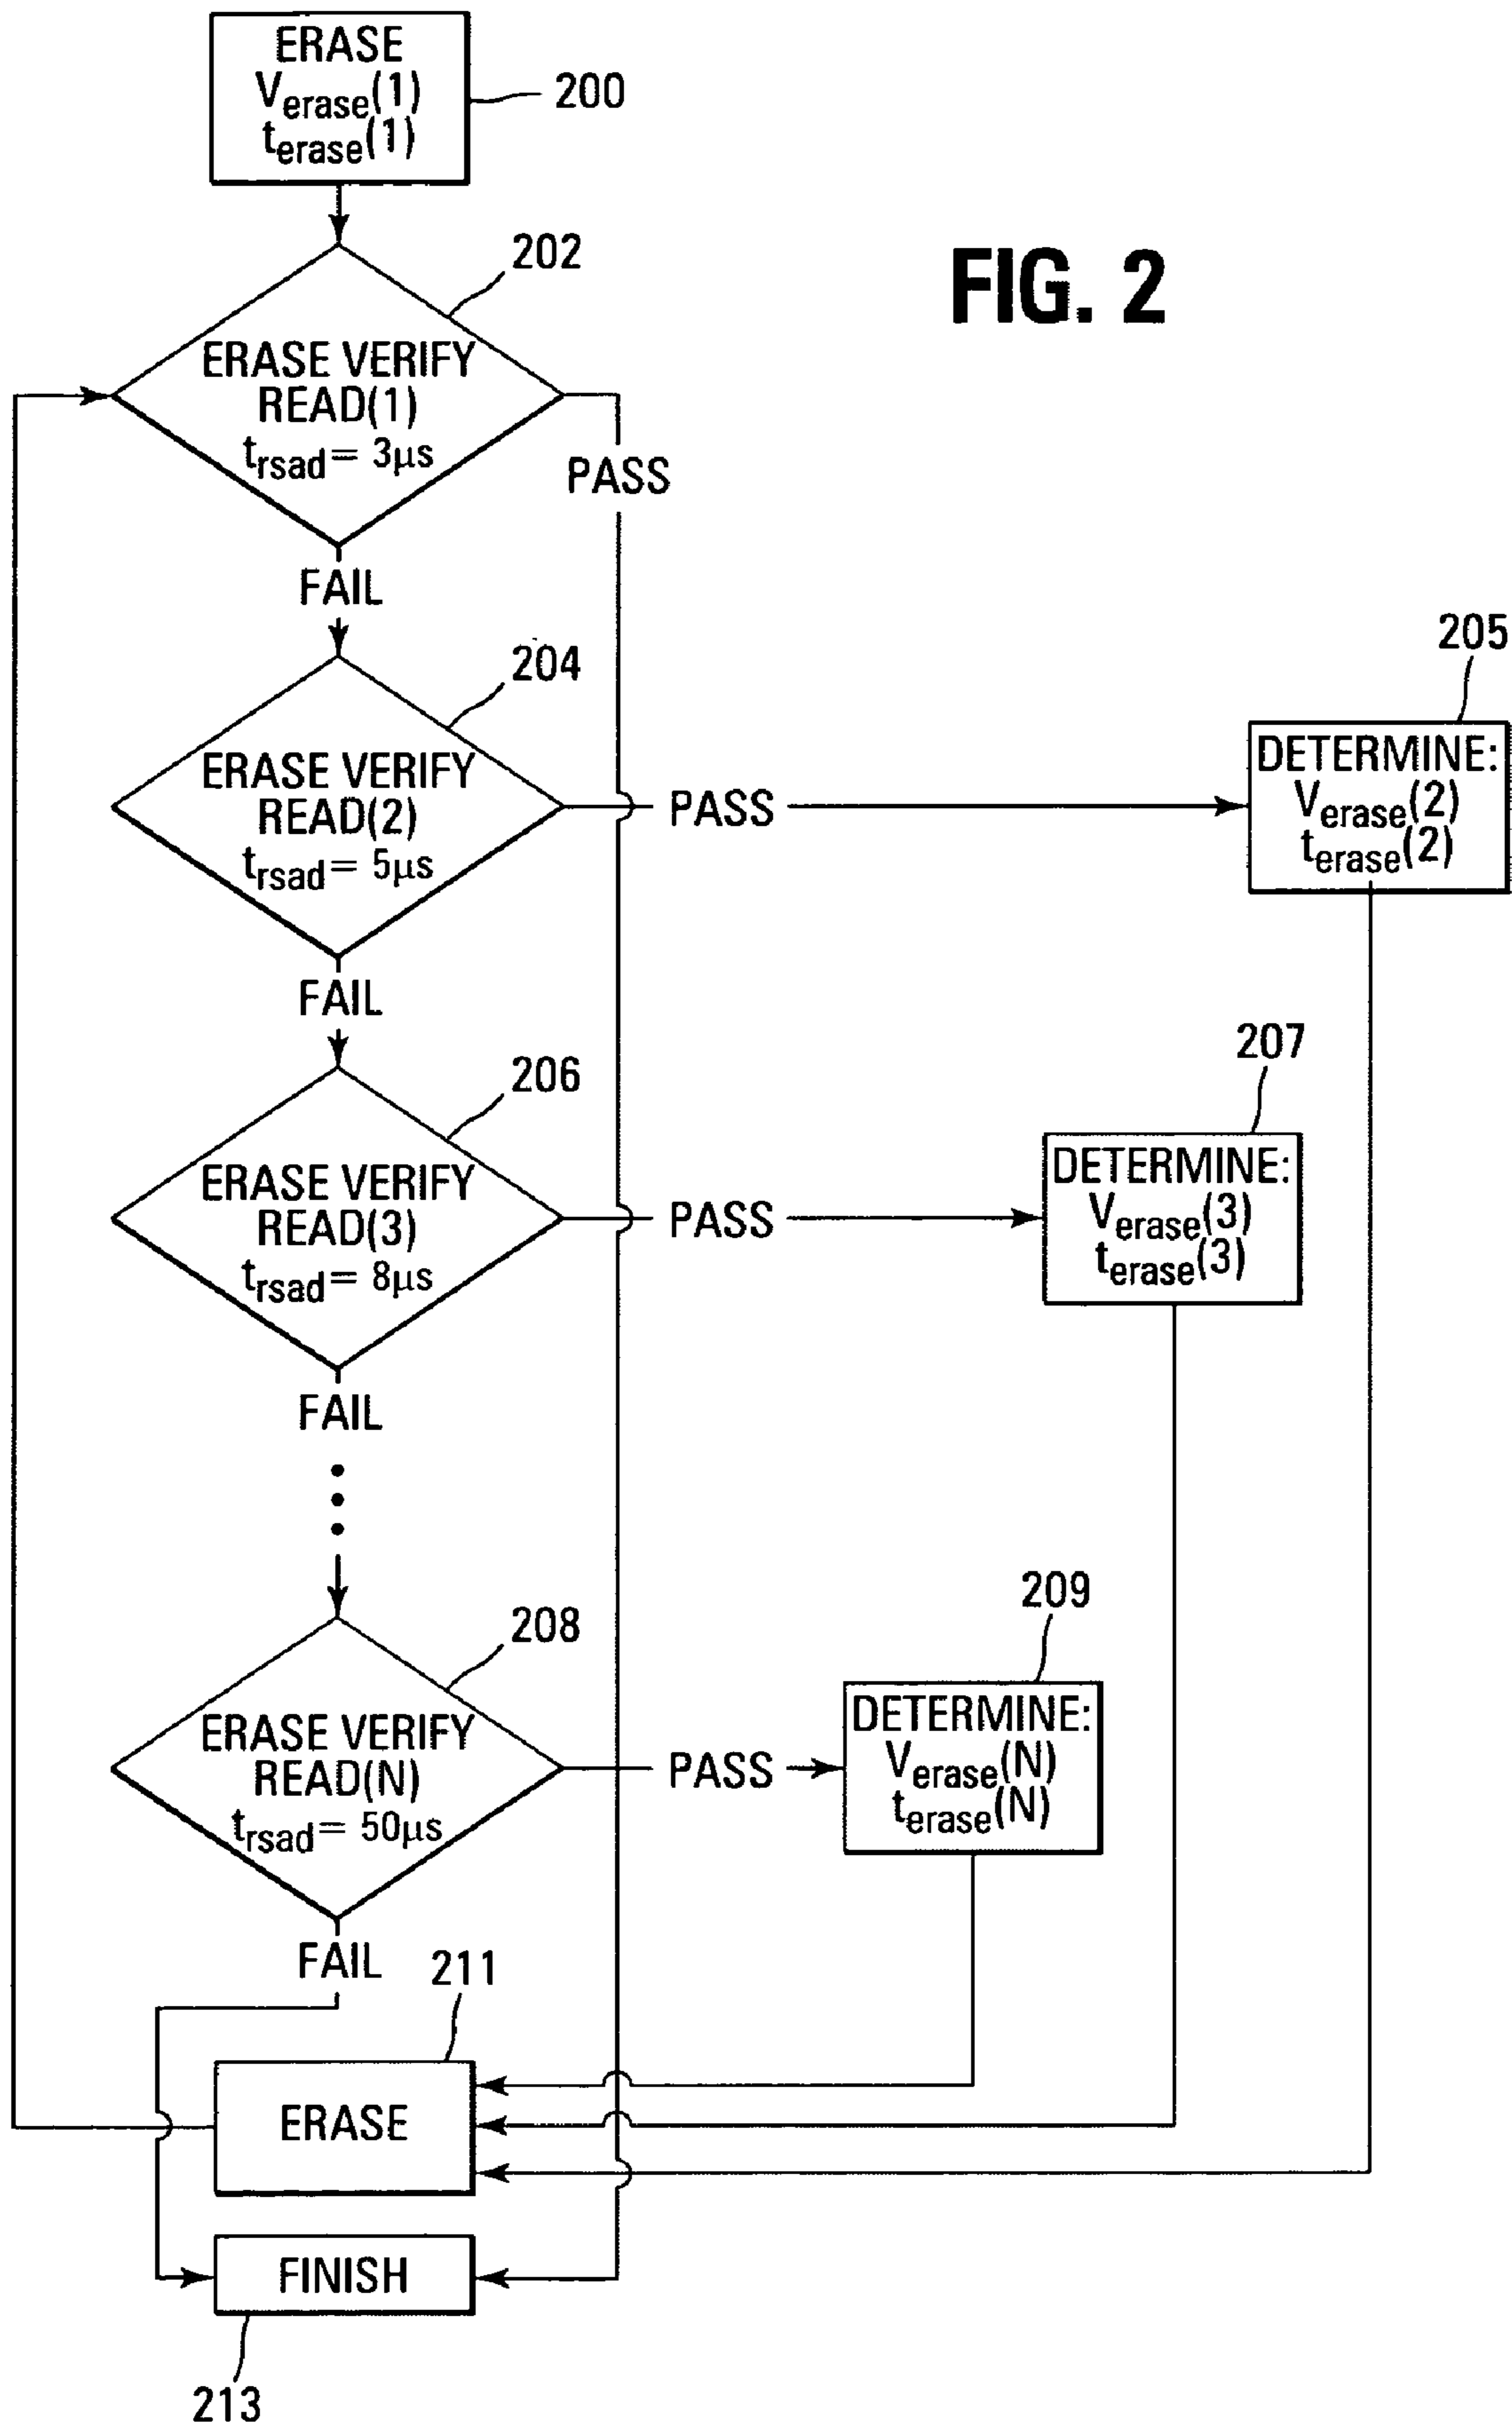 ERASE
Verase(1)
terase(1)
200
FIG. 2
202
ERASE VERIFY
READ(1)
trsad= 3µs
PASS
FAIL
204
ERASE VERIFY
READ(2)
trsad= 5µs
PASS
205
DETERMINE:
Verase(2)
terase(2)
FAIL
206
ERASE VERIFY
READ(3)
trsad= 8µs
PASS
207
DETERMINE:
Verase(3)
terase(3)
FAIL
208
ERASE VERIFY
READ(N)
trsad= 50µs
PASS
209
DETERMINE:
Verase(N)
terase(N)
FAIL
211
ERASE
FINISH
213